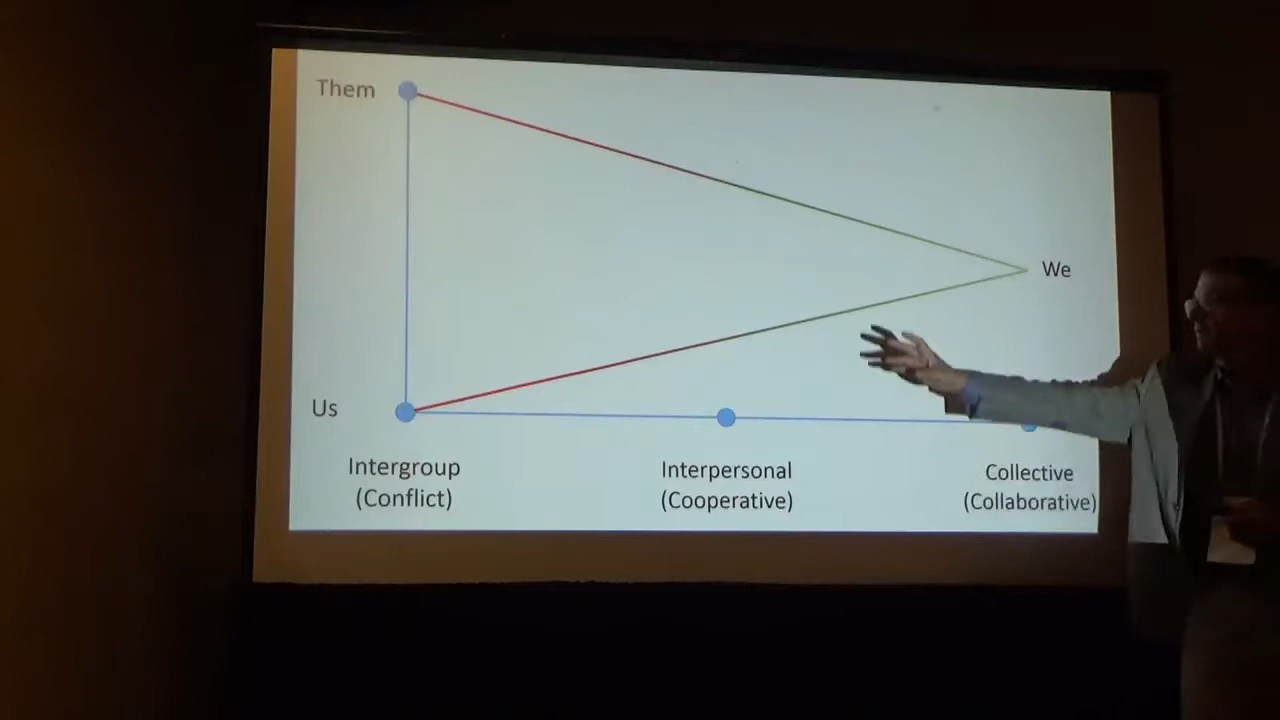 Them
We
Us
Intergroup
(Conflict)
Interpersonal
(Cooperative)
Collective
(Collaborative)